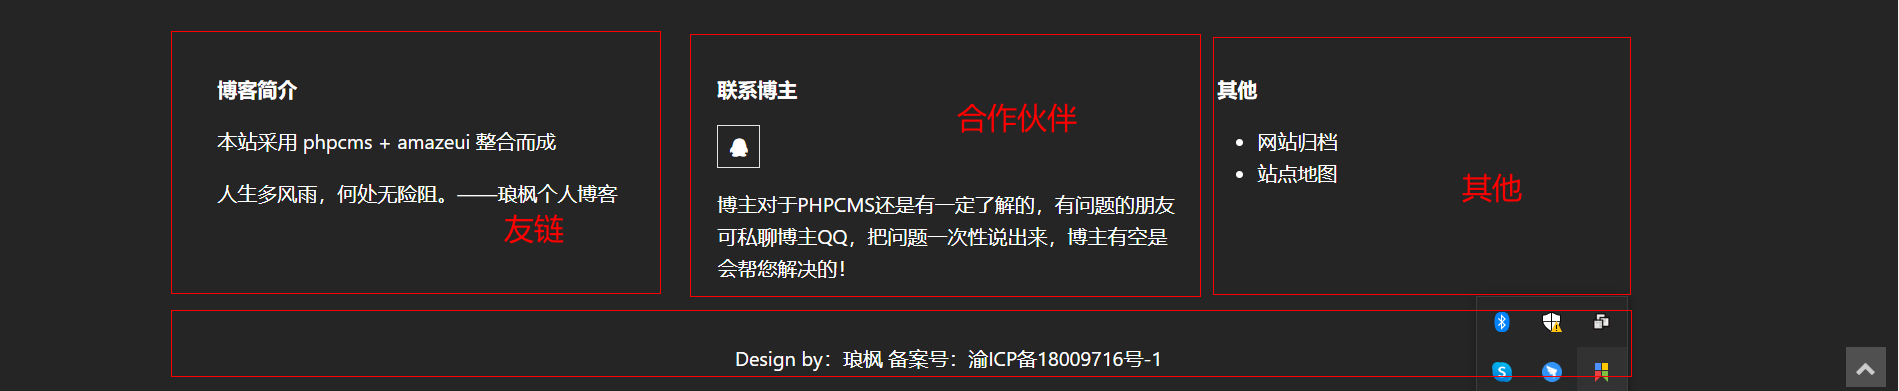 博客简介
本站采用 phpcms + amazeui 整合而成
人生多风雨，何处无险阻。——琅枫个人博客
友链
联系博主
合作伙伴
博主对于PHPCMS还是有一定了解的，有问题的朋友
可私聊博主QQ，把问题一次性说出来，博主有空是
会帮您解决的！
其他
网站归档
站点地图
其他
Design by：琅枫 备案号：渝ICP备18009716号-1